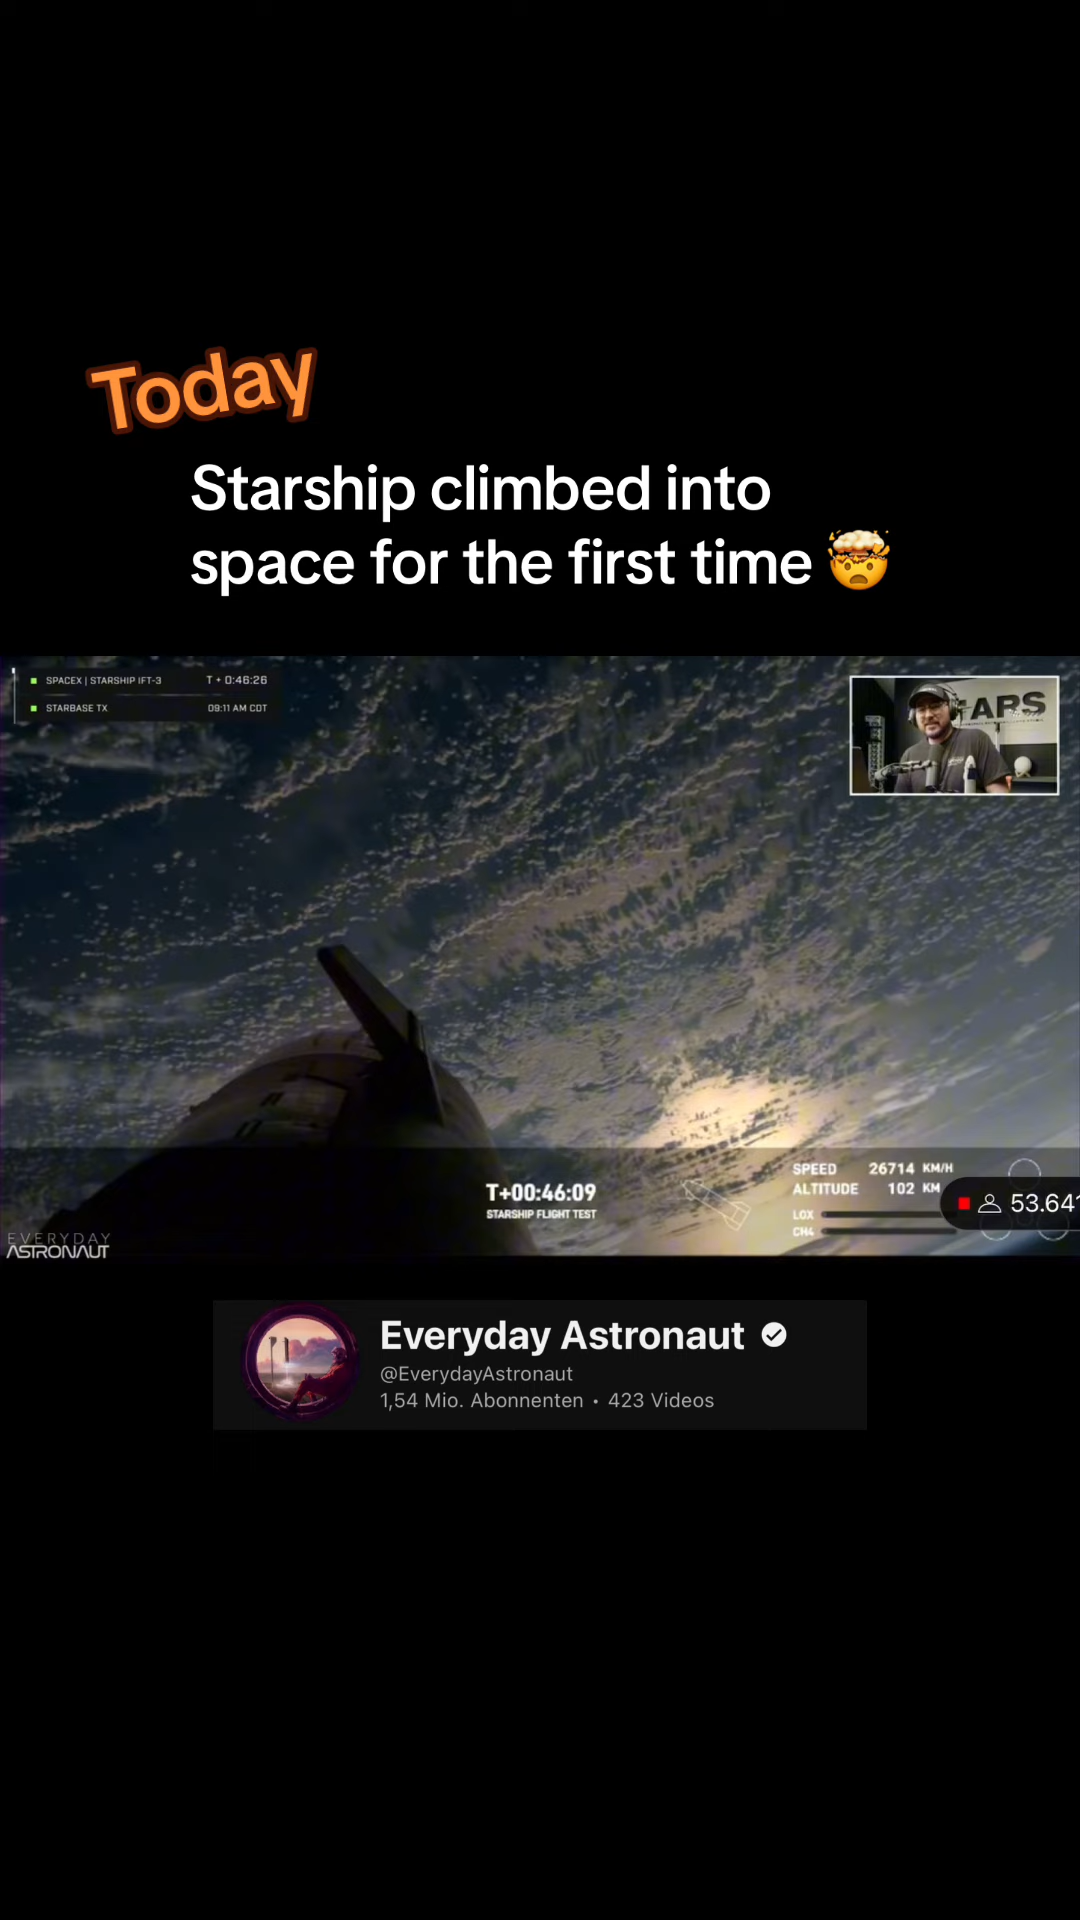 Today
Starship climbed into
space for the first time 🤯
SPACEX | STARSHIP IFT-3 T + 0:46:26
STARBASE TX 09:11 AM CDT
ARS
SPEED 26714 KM/H
ALTITUDE 102 KM
LOX
CH4
T+00:46:09
STARSHIP FLIGHT TEST
53.641
EVERYDAY
ASTRONAUT
Everyday Astronaut
@EverydayAstronaut
1,54 Mio. Abonnenten • 423 Videos